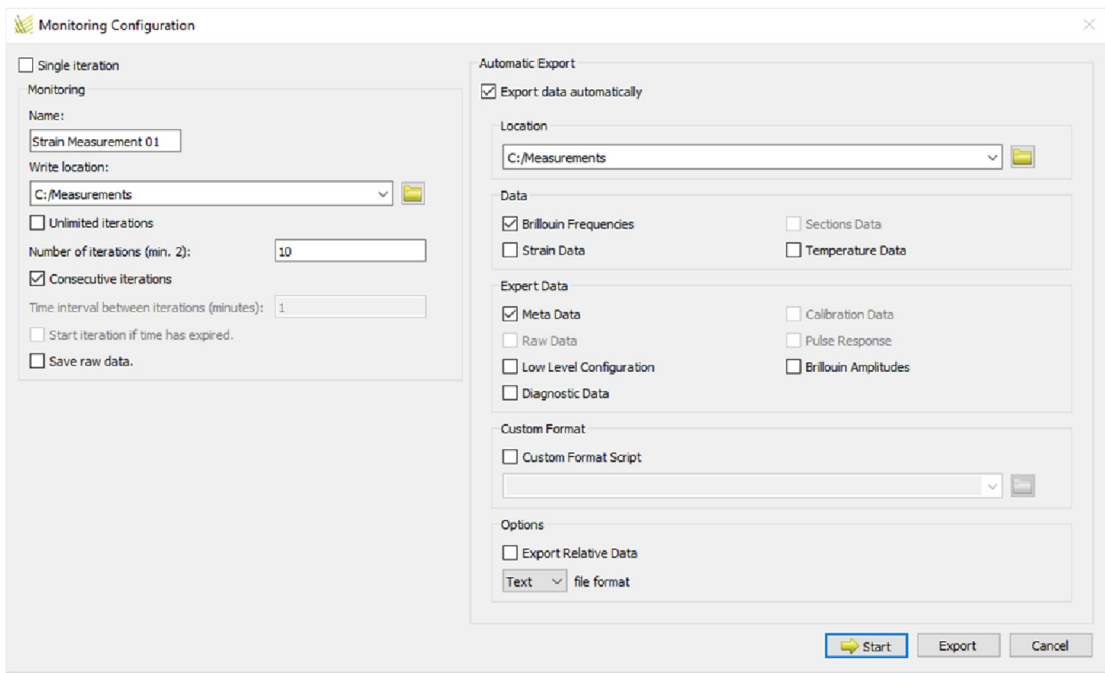 Monitoring Configuration
Single iteration
Monitoring
Name:
Strain Measurement 01
Write location:
C:/Measurements
Unlimited iterations
Number of iterations (min. 2): 10
Consecutive iterations
Time interval between iterations (minutes): 1
Start iteration if time has expired.
Save raw data.
Automatic Export
Export data automatically
Location
C:/Measurements
Data
Brillouin Frequencies Sections Data
Strain Data Temperature Data
Expert Data
Meta Data Calibration Data
Raw Data Pulse Response
Low Level Configuration Brillouin Amplitudes
Diagnostic Data
Custom Format
Custom Format Script
Options
Export Relative Data
Text file format
Start Export Cancel